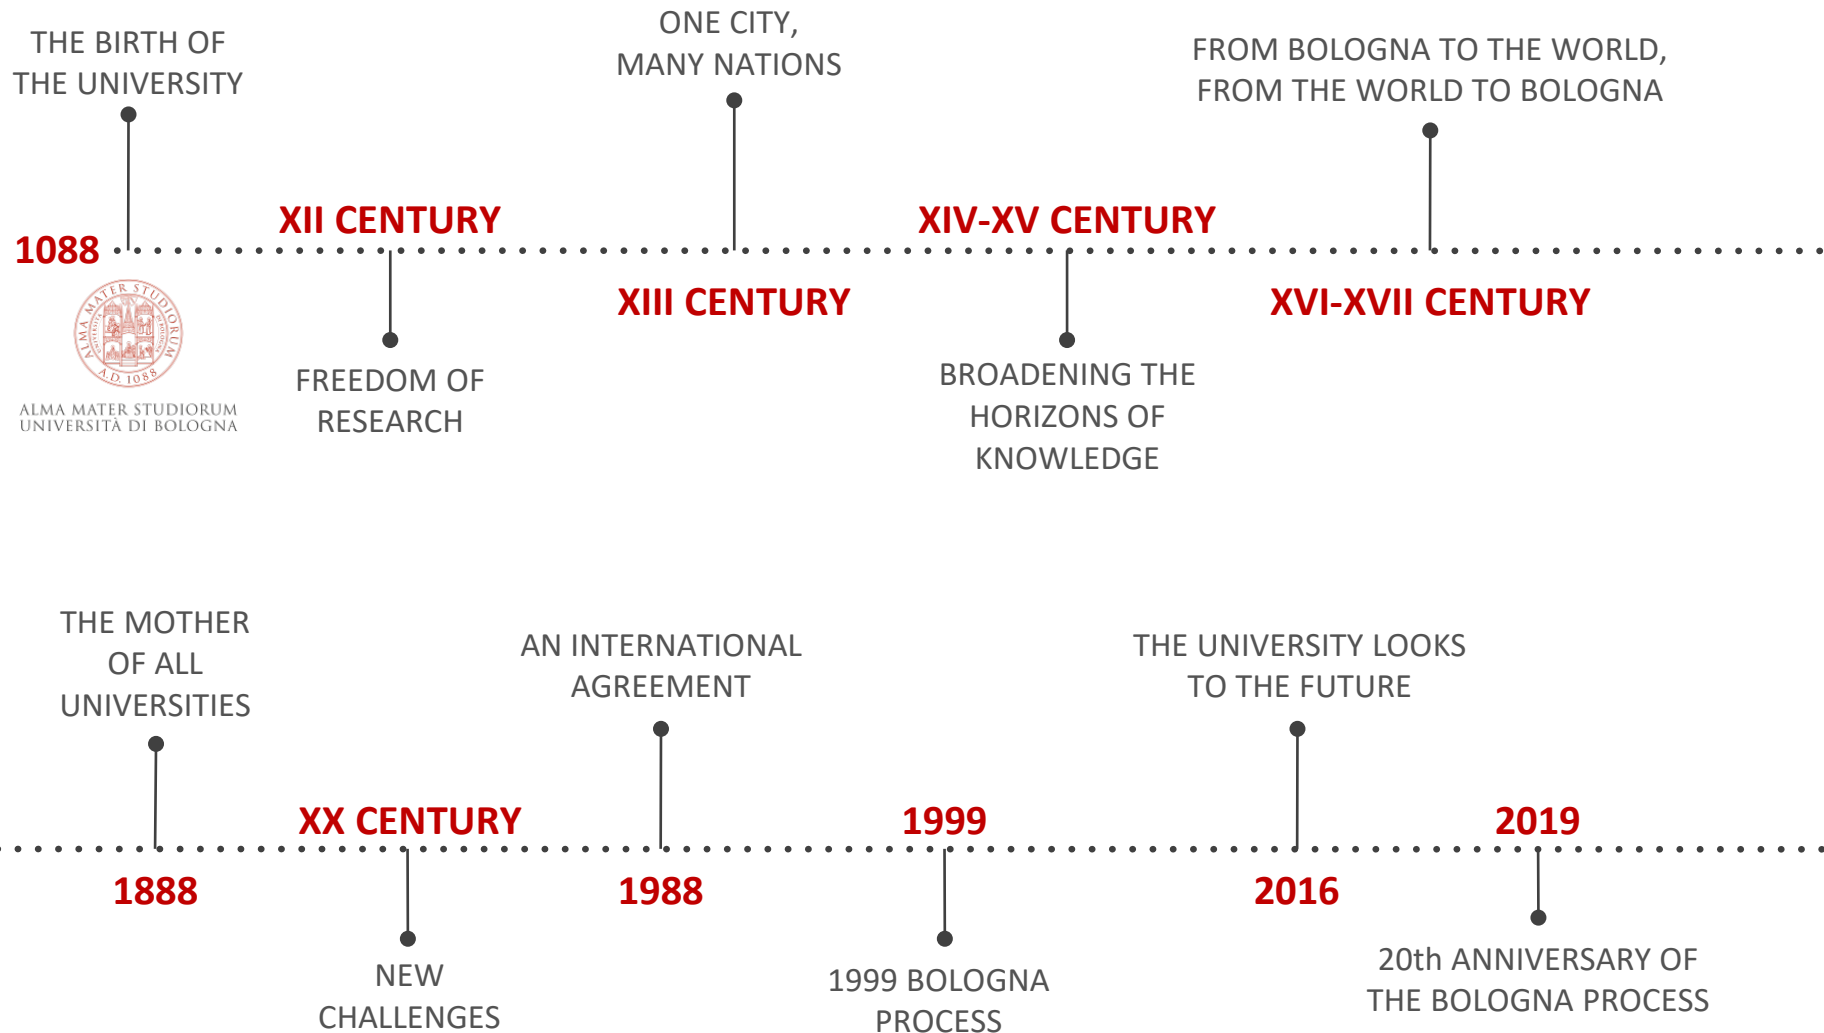 THE BIRTH OF
THE UNIVERSITY
1088
ALMA MATER STUDIORUM
A.D. 1088
ALMA MATER STUDIORUM
UNIVERSITÀ DI BOLOGNA
XII CENTURY
FREEDOM OF
RESEARCH
ONE CITY,
MANY NATIONS
XIII CENTURY
XIV-XV CENTURY
BROADENING THE
HORIZONS OF
KNOWLEDGE
FROM BOLOGNA TO THE WORLD,
FROM THE WORLD TO BOLOGNA
XVI-XVII CENTURY
THE MOTHER
OF ALL
UNIVERSITIES
1888
XX CENTURY
NEW
CHALLENGES
AN INTERNATIONAL
AGREEMENT
1988
1999
1999 BOLOGNA
PROCESS
THE UNIVERSITY LOOKS
TO THE FUTURE
2016
2019
20th ANNIVERSARY OF
THE BOLOGNA PROCESS